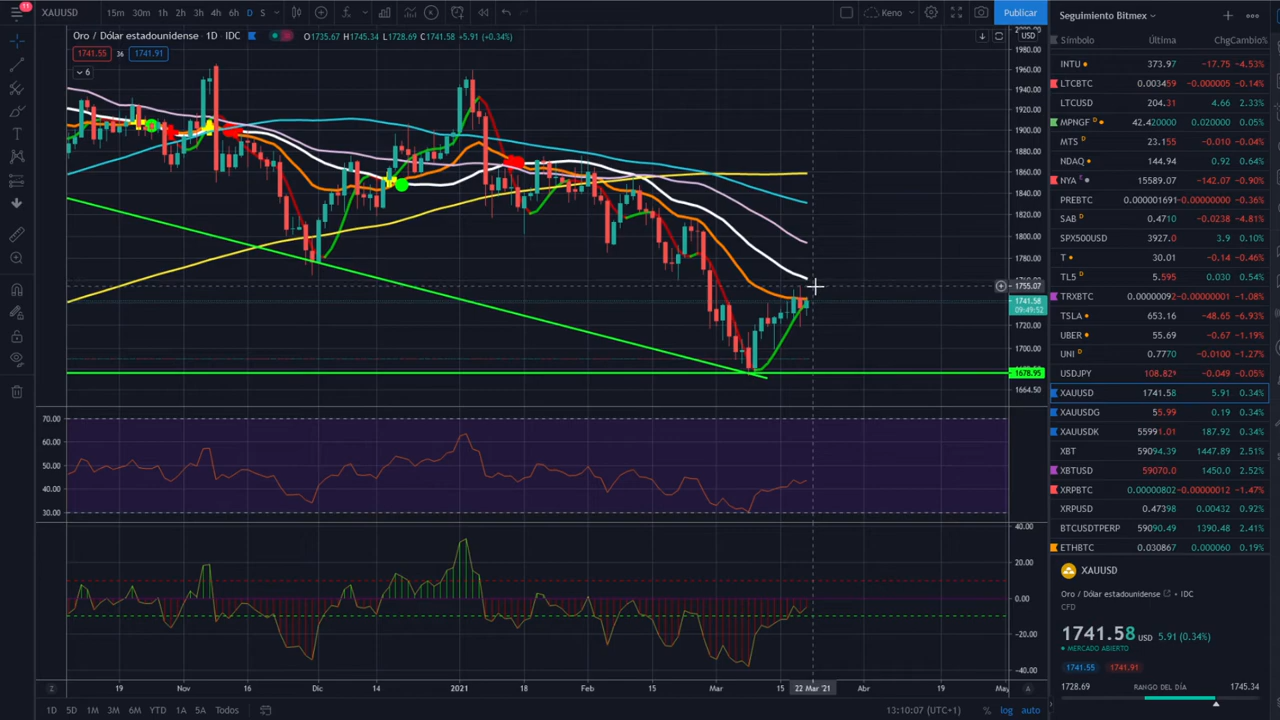 11
XAUUSD
15m 30m 1h 2h 3h 4h 6h D S
Keno
Publicar
Oro / Dólar estadounidense 1D IDC O1735.67 H1745.34 L1728.69 C1741.58 +5.91 (+0.34%)
1741.55 36 1741.91
6
USD
1980.00
1960.00
1940.00
1920.00
1900.00
1880.00
1860.00
1840.00
1820.00
1800.00
1780.00
1755.07
1741.58
09:49:52
1720.00
1700.00
1678.95
1664.50
70.00
60.00
50.00
40.00
30.00
40.00
20.00
0.00
-20.00
-40.00
19 Nov 16 Dic 14 2021 18 Feb 15 Mar 15 22 Mar '21 Abr 19 May
1D 5D 1M 3M 6M YTD 1A 5A Todos
13:10:07 (UTC+1) % log auto
Seguimiento Bitmex
Símbolo Última Chg Cambio%
INTU 373.97 -17.75 -4.53%
LTCBTC 0.003459 -0.000005 -0.14%
LTCUSD 204.31 4.66 2.33%
MPNGF D 42.420000 0.020000 0.05%
MTS D 23.155 -0.010 -0.04%
NDAQ 144.94 0.92 0.64%
NYA E 15589.07 -142.07 -0.90%
PREBTC 0.00001691 -0.00000000 -0.36%
SAB D 0.4710 -0.0238 -4.81%
SPX500USD 3927.0 3.9 0.10%
T 30.01 -0.14 -0.46%
TL5 D 5.595 0.030 0.54%
TRXBTC 0.00000092 -0.00000001 -1.08%
TSLA 653.16 -48.65 -6.93%
UBER 55.69 -0.67 -1.19%
UNI D 0.7770 -0.0100 -1.27%
USDJPY 108.829 -0.049 -0.05%
XAUUSD 1741.58 5.91 0.34%
XAUUSDG 55.99 0.19 0.34%
XAUUSDK 55991.01 187.92 0.34%
XBT 59094.39 1447.89 2.51%
XBTUSD 59070.0 1450.0 2.52%
XRPBTC 0.00000802 -0.00000012 -1.47%
XRPUSD 0.47398 0.00432 0.92%
BTCUSDTPERP 59090.49 1390.48 2.41%
ETHBTC 0.030867 0.000060 0.19%
XAUUSD
Oro / Dólar estadounidense IDC
CFD
1741.58 USD 5.91 (0.34%)
MERCADO ABIERTO
1741.55 1741.91
1728.69 RANGO DEL DÍA 1745.34